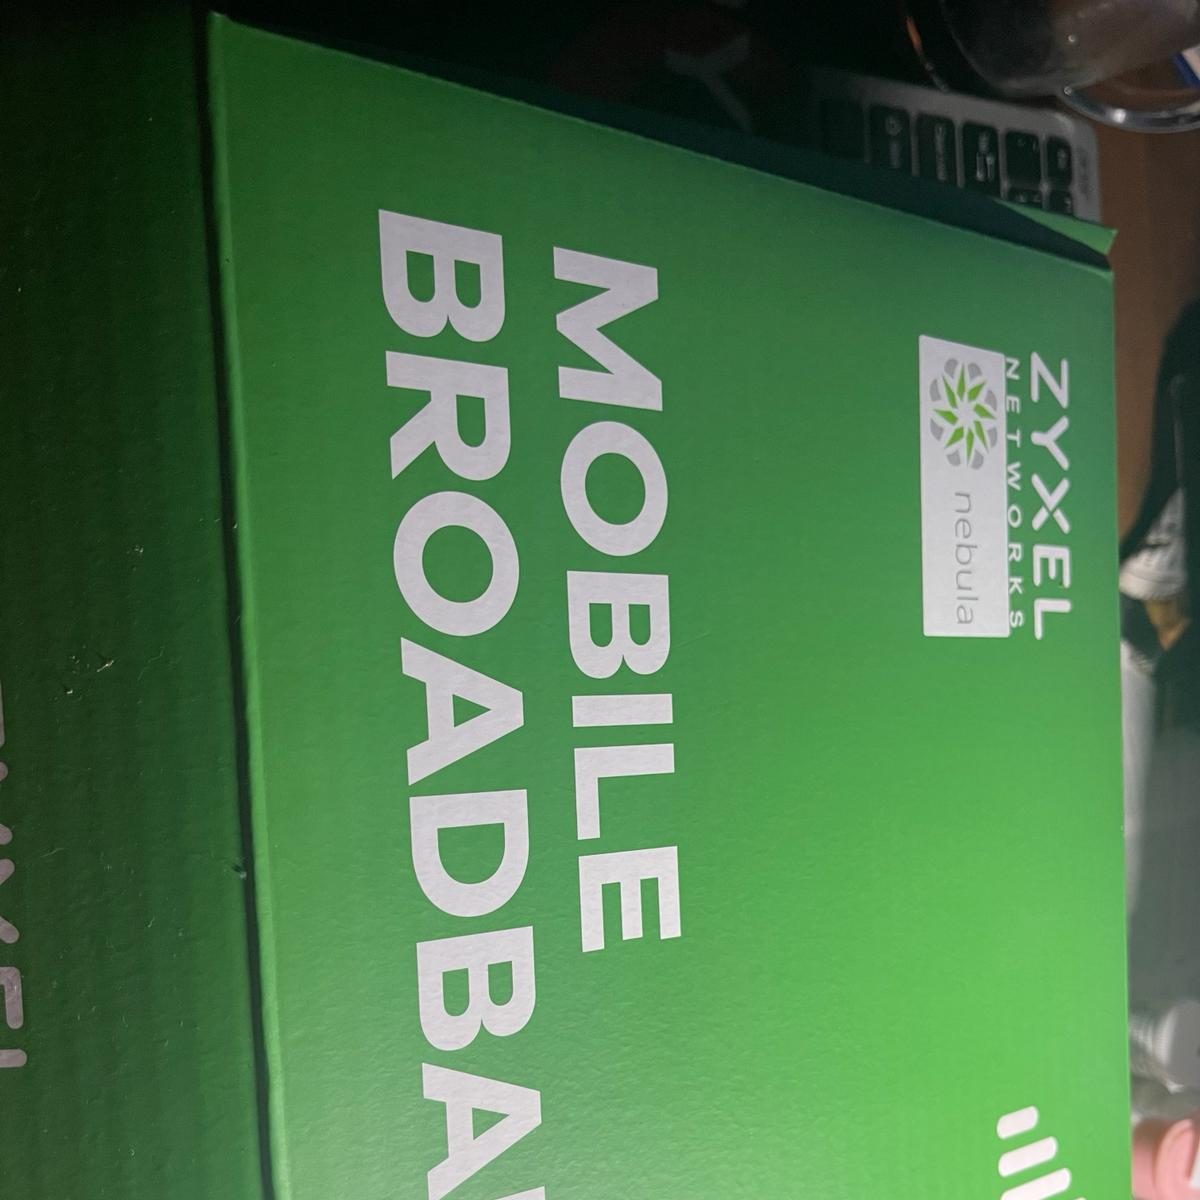 ZYXEL
NETWORKS
nebula
MOBILE
BROADBA